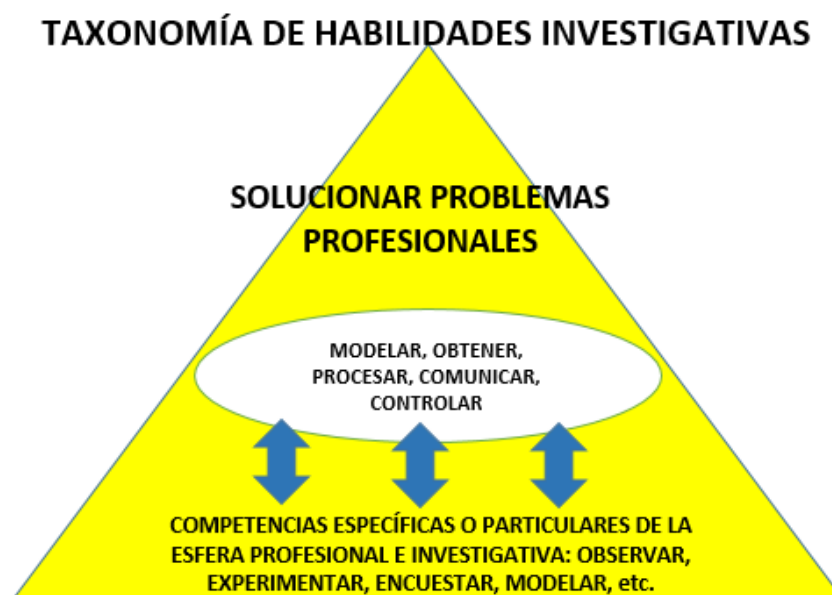 TAXONOMÍA DE HABILIDADES INVESTIGATIVAS
SOLUCIONAR PROBLEMAS
PROFESIONALES
MODELAR, OBTENER,
PROCESAR, COMUNICAR,
CONTROLAR
COMPETENCIAS ESPECÍFICAS O PARTICULARES DE LA
ESFERA PROFESIONAL E INVESTIGATIVA: OBSERVAR,
EXPERIMENTAR, ENCUESTAR, MODELAR, etc.